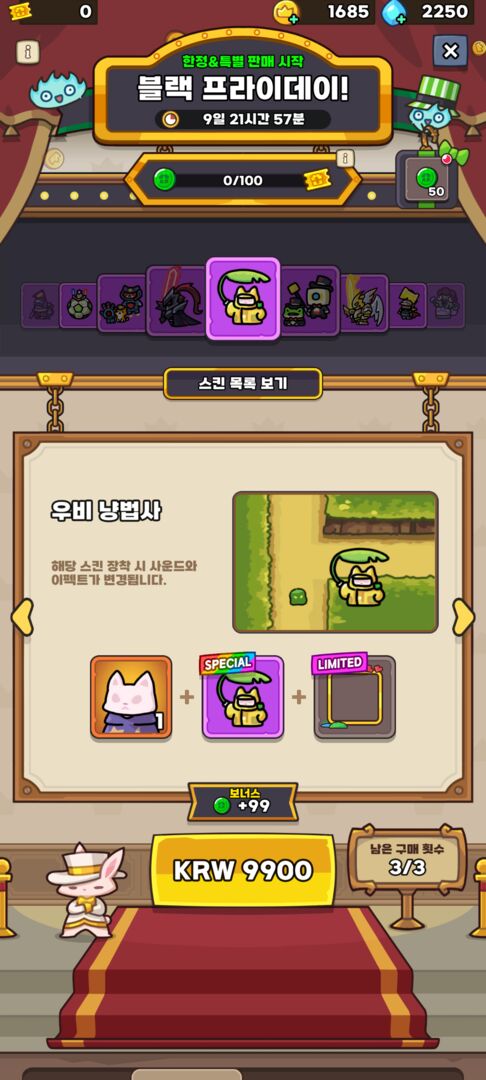 0
1685
2250
한정&특별 판매 시작
블랙 프라이데이!
9일 21시간 57분
0/100
50
스킨 목록 보기
우비 냥법사
해당 스킨 장착 시 사운드와
이펙트가 변경됩니다.
1
+
SPECIAL
+
LIMITED
보너스
+99
KRW 9900
남은 구매 횟수
3/3